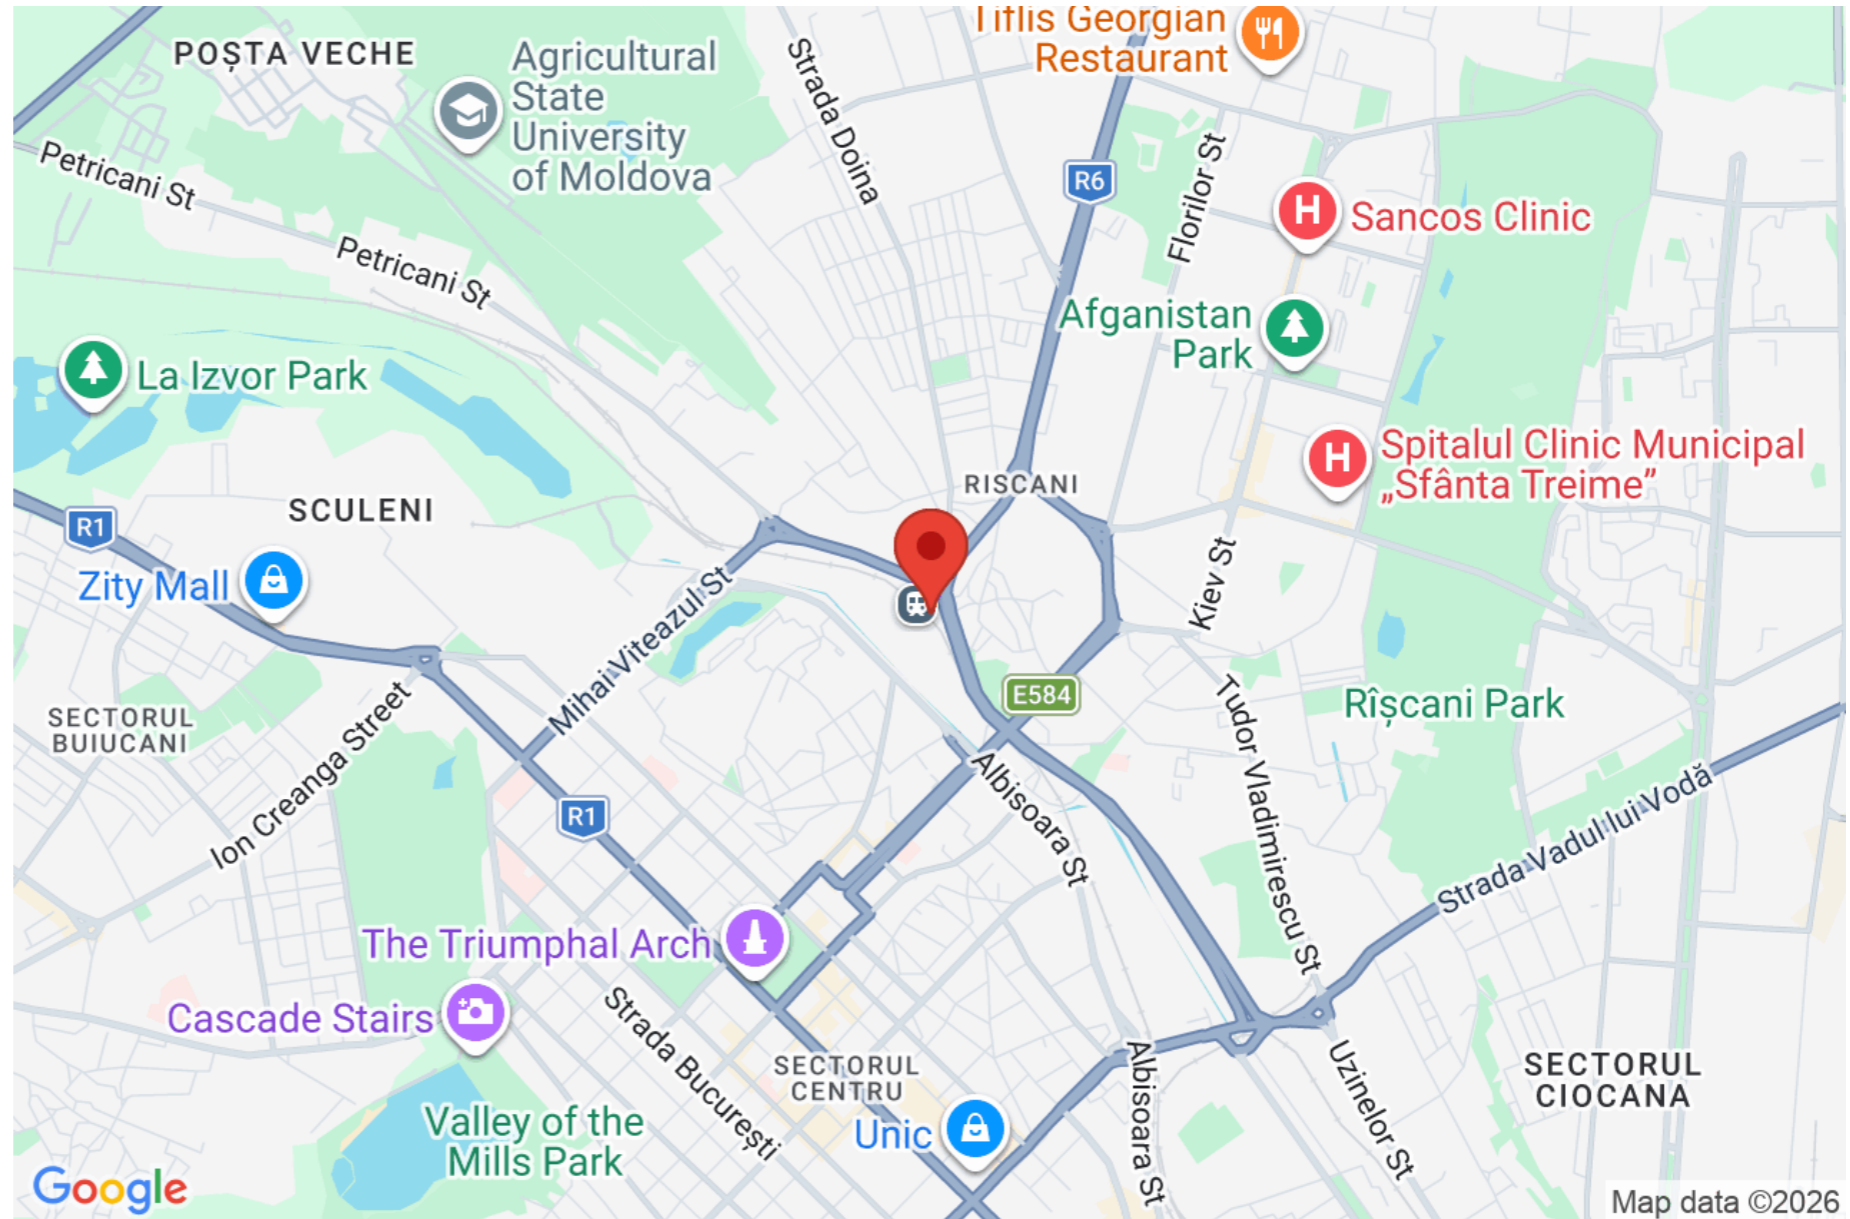 Tiflis Georgian
Restaurant
POȘTA VECHE
Agricultural
State
University
of Moldova
Strada Doina
Petricani St
R6
Florilor St
Sancos Clinic
Petricani St
Afganistan
Park
La Izvor Park
Spitalul Clinic Municipal
„Sfânta Treime”
RISCANI
SCULENI
R1
Zity Mall
Kiev St
Mihai Viteazul St
E584
Rîșcani Park
SECTORUL
BUIUCANI
Ion Creanga Street
Tudor Vladimirescu St
Albisoara St
R1
Strada Vadul lui Vodă
The Triumphal Arch
Cascade Stairs
Strada București
SECTORUL
CENTRU
Uzinelor St
Albisoara St
SECTORUL
CIOCANA
Valley of the
Mills Park
Unic
Google
Map data ©2026